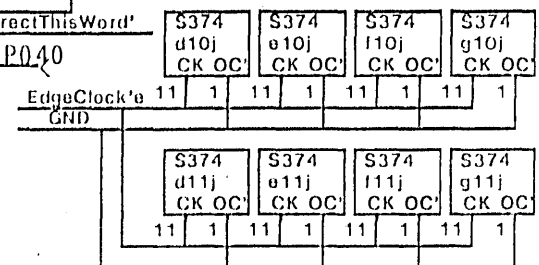 rectThisWord'
P040
S374 S374 S374 S374
d10j e10j f10j g10j
CK OC' CK OC' CK OC' CK OC'
EdgeClock'e 11 1 11 1 11 1 11 1
GND
S374 S374 S374 S374
d11j e11j f11j g11j
CK OC' CK OC' CK OC' CK OC'
11 1 11 1 11 1 11 1